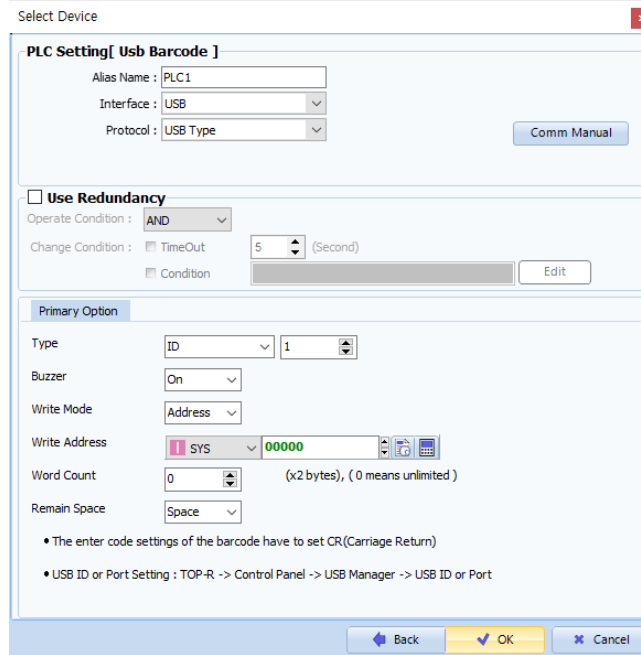 Select Device
PLC Setting[ Usb Barcode ]
Alias Name : PLC1
Interface : USB
Protocol : USB Type
Comm Manual
Use Redundancy
Operate Condition : AND
Change Condition : TimeOut 5 (Second)
Condition Edit
Primary Option
Type ID 1
Buzzer On
Write Mode Address
Write Address SYS 00000
Word Count 0 (x2 bytes), ( 0 means unlimited )
Remain Space Space
• The enter code settings of the barcode have to set CR(Carriage Return)
• USB ID or Port Setting : TOP-R -> Control Panel -> USB Manager -> USB ID or Port
Back OK Cancel